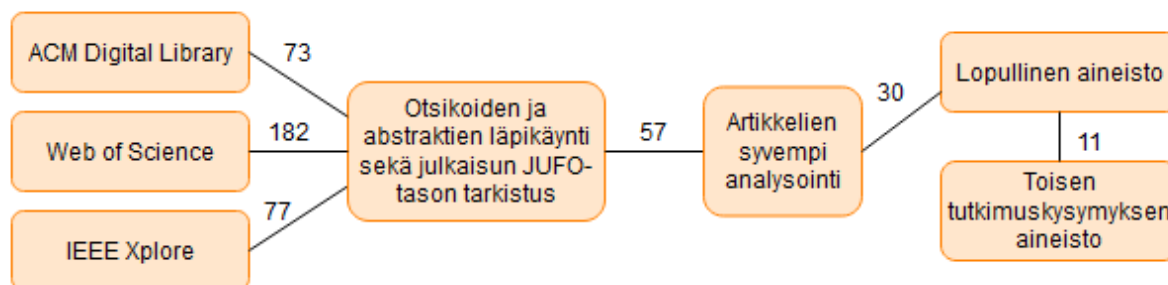 ACM Digital Library
73
Web of Science
182
IEEE Xplore
77
Otsikoiden ja
abstraktien läpikäynti
sekä julkaisun JUFO-
tason tarkistus
57
Artikkelien
syvempi
analysointi
30
Lopullinen aineisto
11
Toisen
tutkimuskysymyksen
aineisto